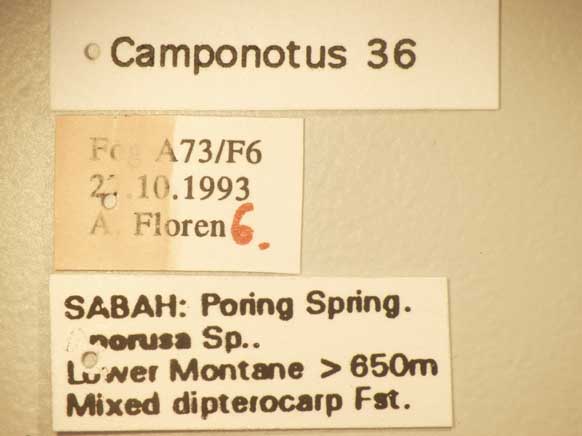 Camponotus 36
Fog A73/F6
10.1993
A. Floren 6.
SABAH: Poring Spring.
Sp..
Lower Montane > 650m
Mixed dipterocarp Fst.